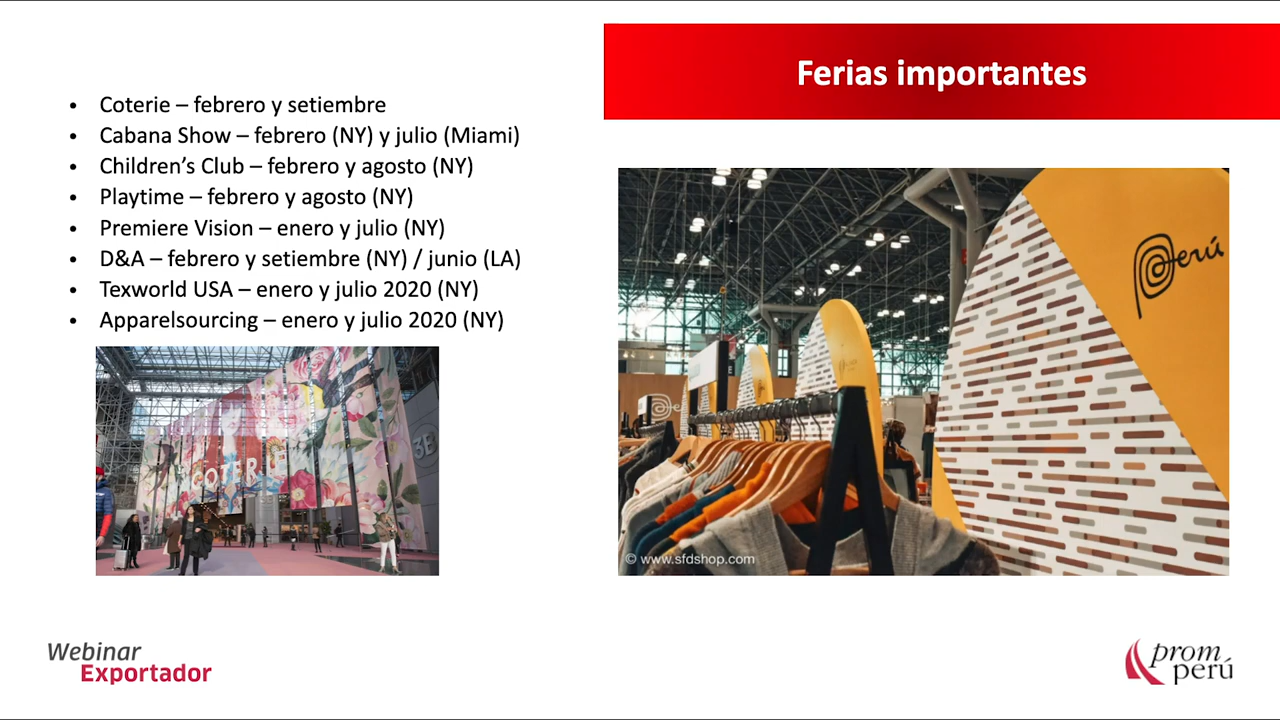 Ferias importantes
• Coterie – febrero y setiembre
• Cabana Show – febrero (NY) y julio (Miami)
• Children’s Club – febrero y agosto (NY)
• Playtime – febrero y agosto (NY)
• Premiere Vision – enero y julio (NY)
• D&A – febrero y setiembre (NY) / junio (LA)
• Texworld USA – enero y julio 2020 (NY)
• Apparelsourcing – enero y julio 2020 (NY)
COTERIE
3E
Perú
© www.sfdshop.com
Webinar
Exportador
prom
perú